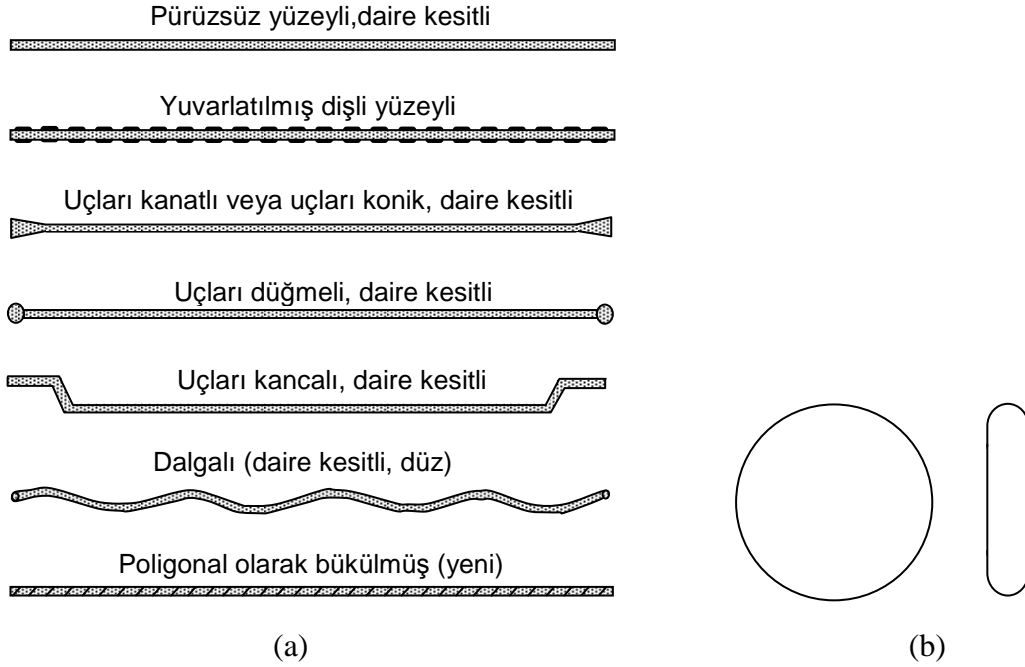 Pürüzsüz yüzeyli,daire kesitli
Yuvarlatılmış dişli yüzeyli
Uçları kanatlı veya uçları konik, daire kesitli
Uçları düğmeli, daire kesitli
Uçları kancalı, daire kesitli
Dalgalı (daire kesitli, düz)
Poligonal olarak bükülmüş (yeni)
(a)
(b)